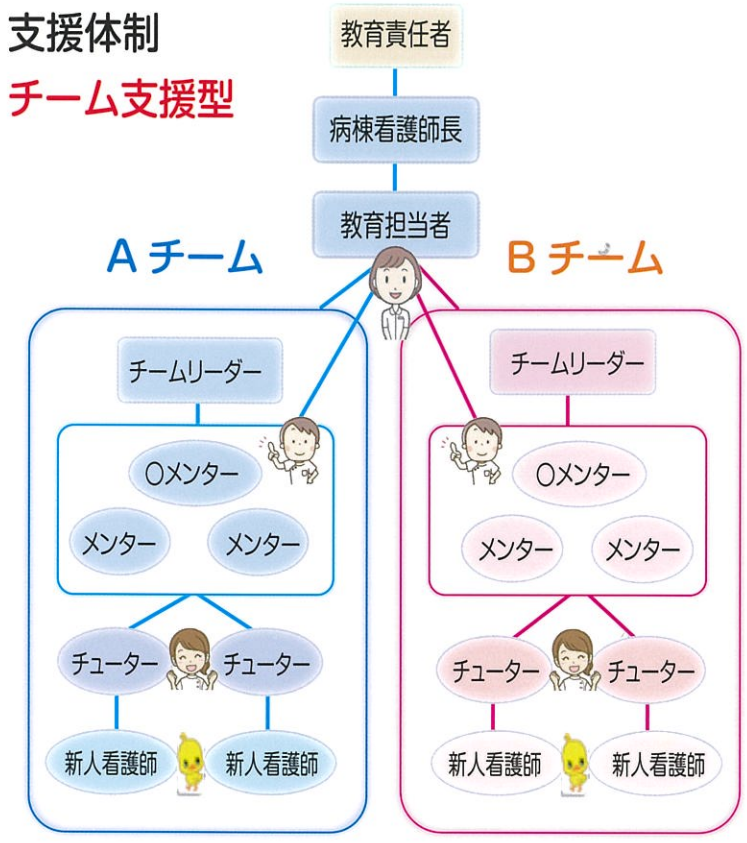 支援体制
チーム支援型
教育責任者
病棟看護師長
教育担当者
Aチーム
Bチーム
チームリーダー
チームリーダー
〇メンター
〇メンター
メンター
メンター
メンター
メンター
チューター
チューター
チューター
チューター
新人看護師
新人看護師
新人看護師
新人看護師